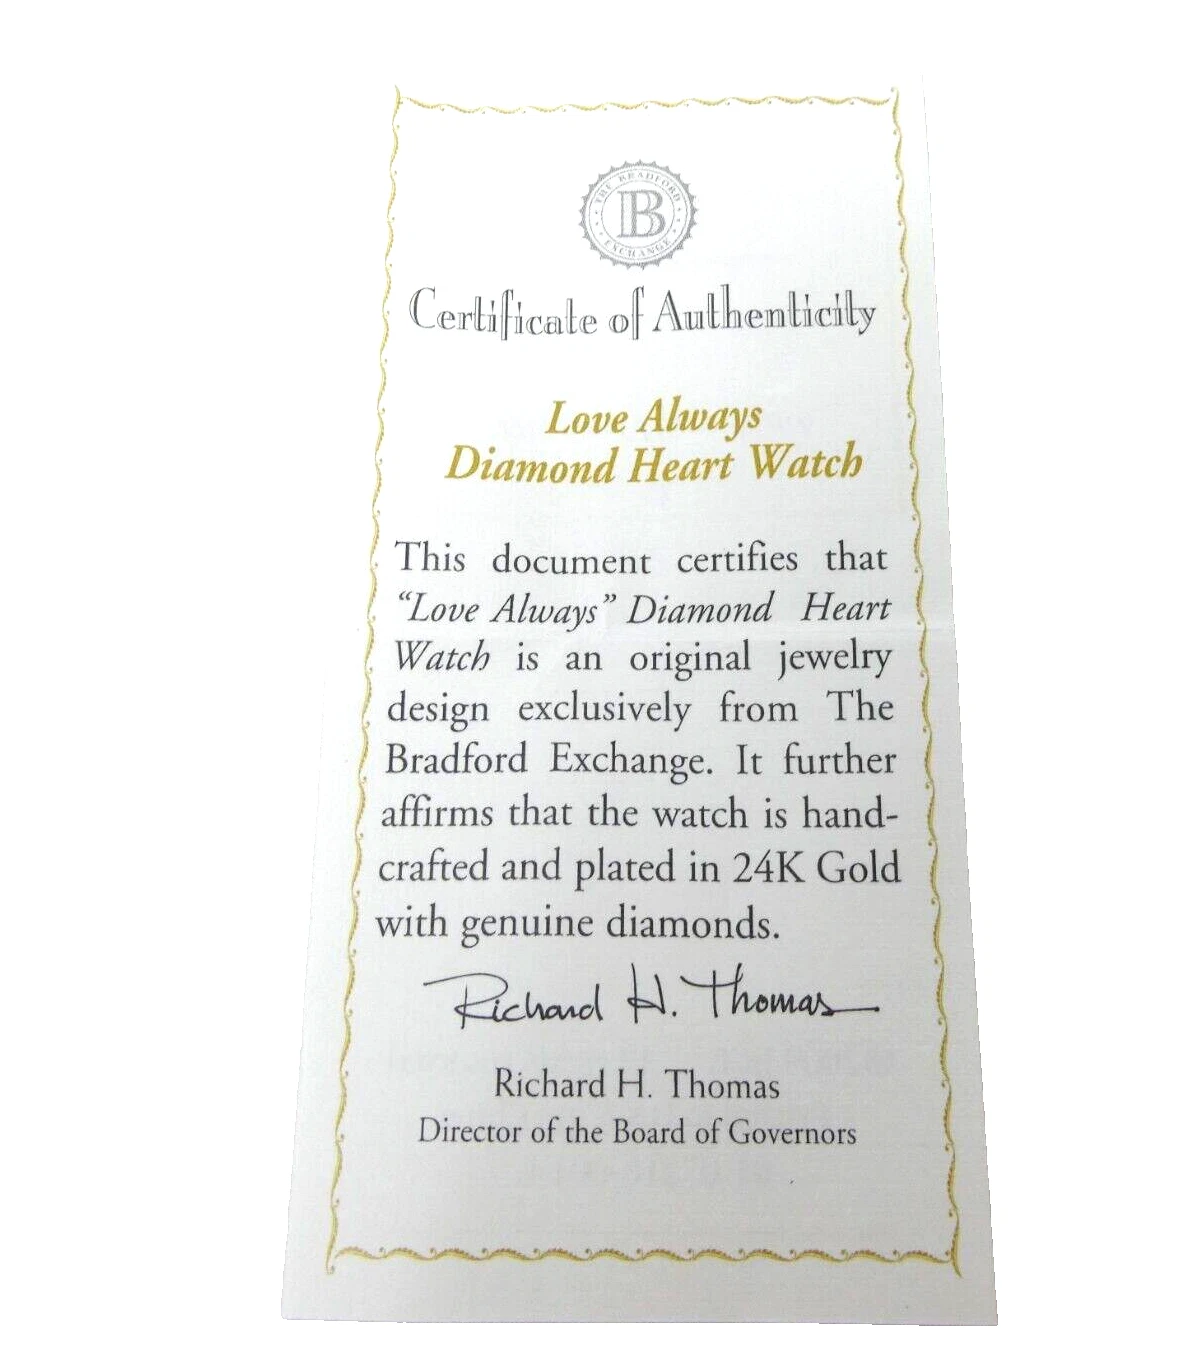 THE BRADFORD
B
EXCHANGE
Certificate of Authenticity
Love Always
Diamond Heart Watch
This document certifies that
“Love Always” Diamond Heart
Watch is an original jewelry
design exclusively from The
Bradford Exchange. It further
affirms that the watch is hand-
crafted and plated in 24K Gold
with genuine diamonds.
Richard H. Thomas
Richard H. Thomas
Director of the Board of Governors